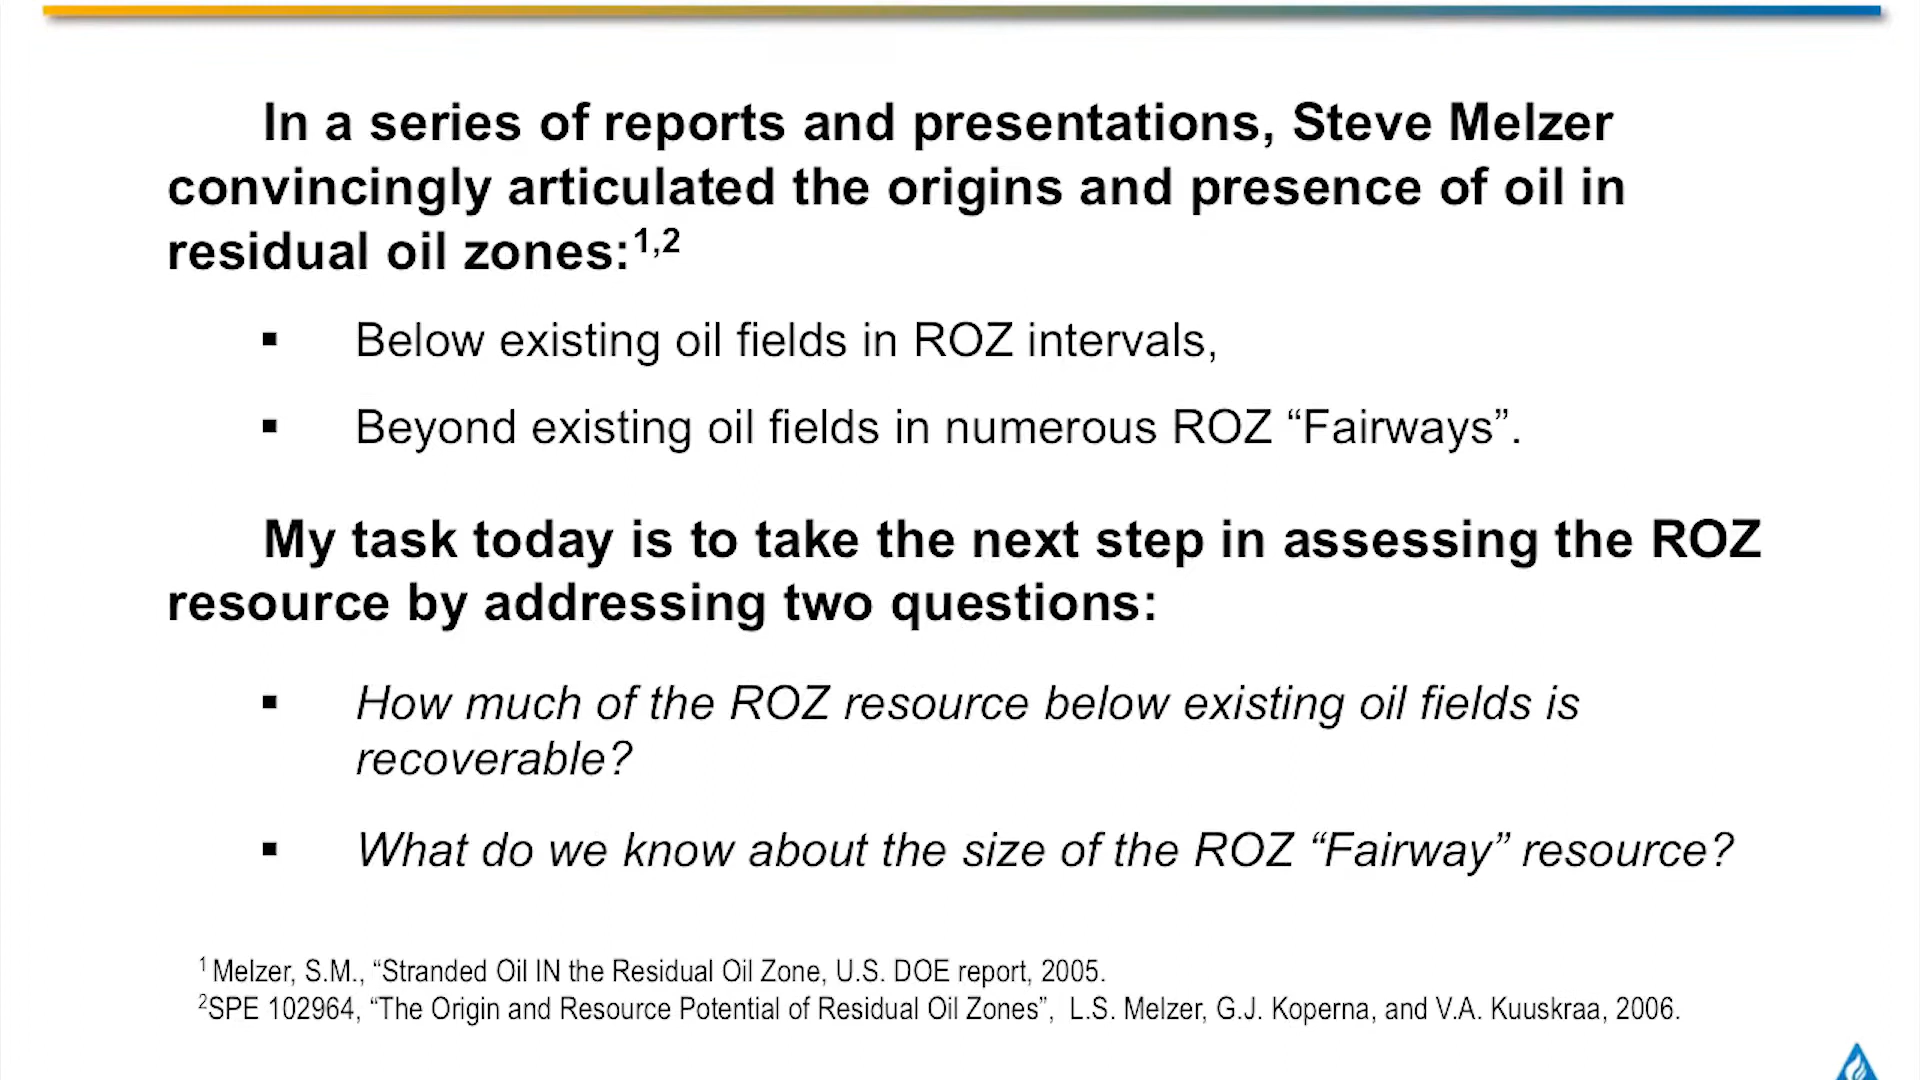 In a series of reports and presentations, Steve Melzer
convincingly articulated the origins and presence of oil in
residual oil zones:1,2
▪ Below existing oil fields in ROZ intervals,
▪ Beyond existing oil fields in numerous ROZ “Fairways”.
My task today is to take the next step in assessing the ROZ
resource by addressing two questions:
▪ How much of the ROZ resource below existing oil fields is
recoverable?
▪ What do we know about the size of the ROZ “Fairway” resource?
1 Melzer, S.M., “Stranded Oil IN the Residual Oil Zone, U.S. DOE report, 2005.
2SPE 102964, “The Origin and Resource Potential of Residual Oil Zones”, L.S. Melzer, G.J. Koperna, and V.A. Kuuskraa, 2006.